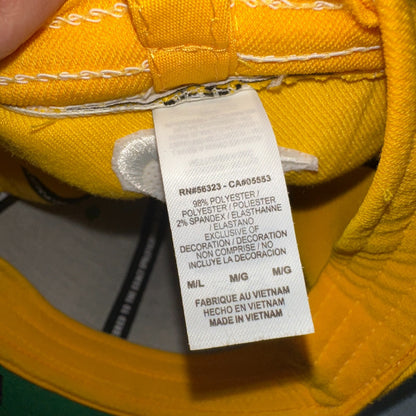 RN#56323 - CA#05553
98% POLYESTER /
POLYESTER / POLYESTER
2% SPANDEX / ELASTHANNE
/ ELASTANO
EXCLUSIVE OF
DECORATION / DECORATION
NON COMPRISE / NO
INCLUYE LA DECORACION
M/L M/G M/G
FABRIQUE AU VIETNAM
HECHO EN VIETNAM
MADE IN VIETNAM